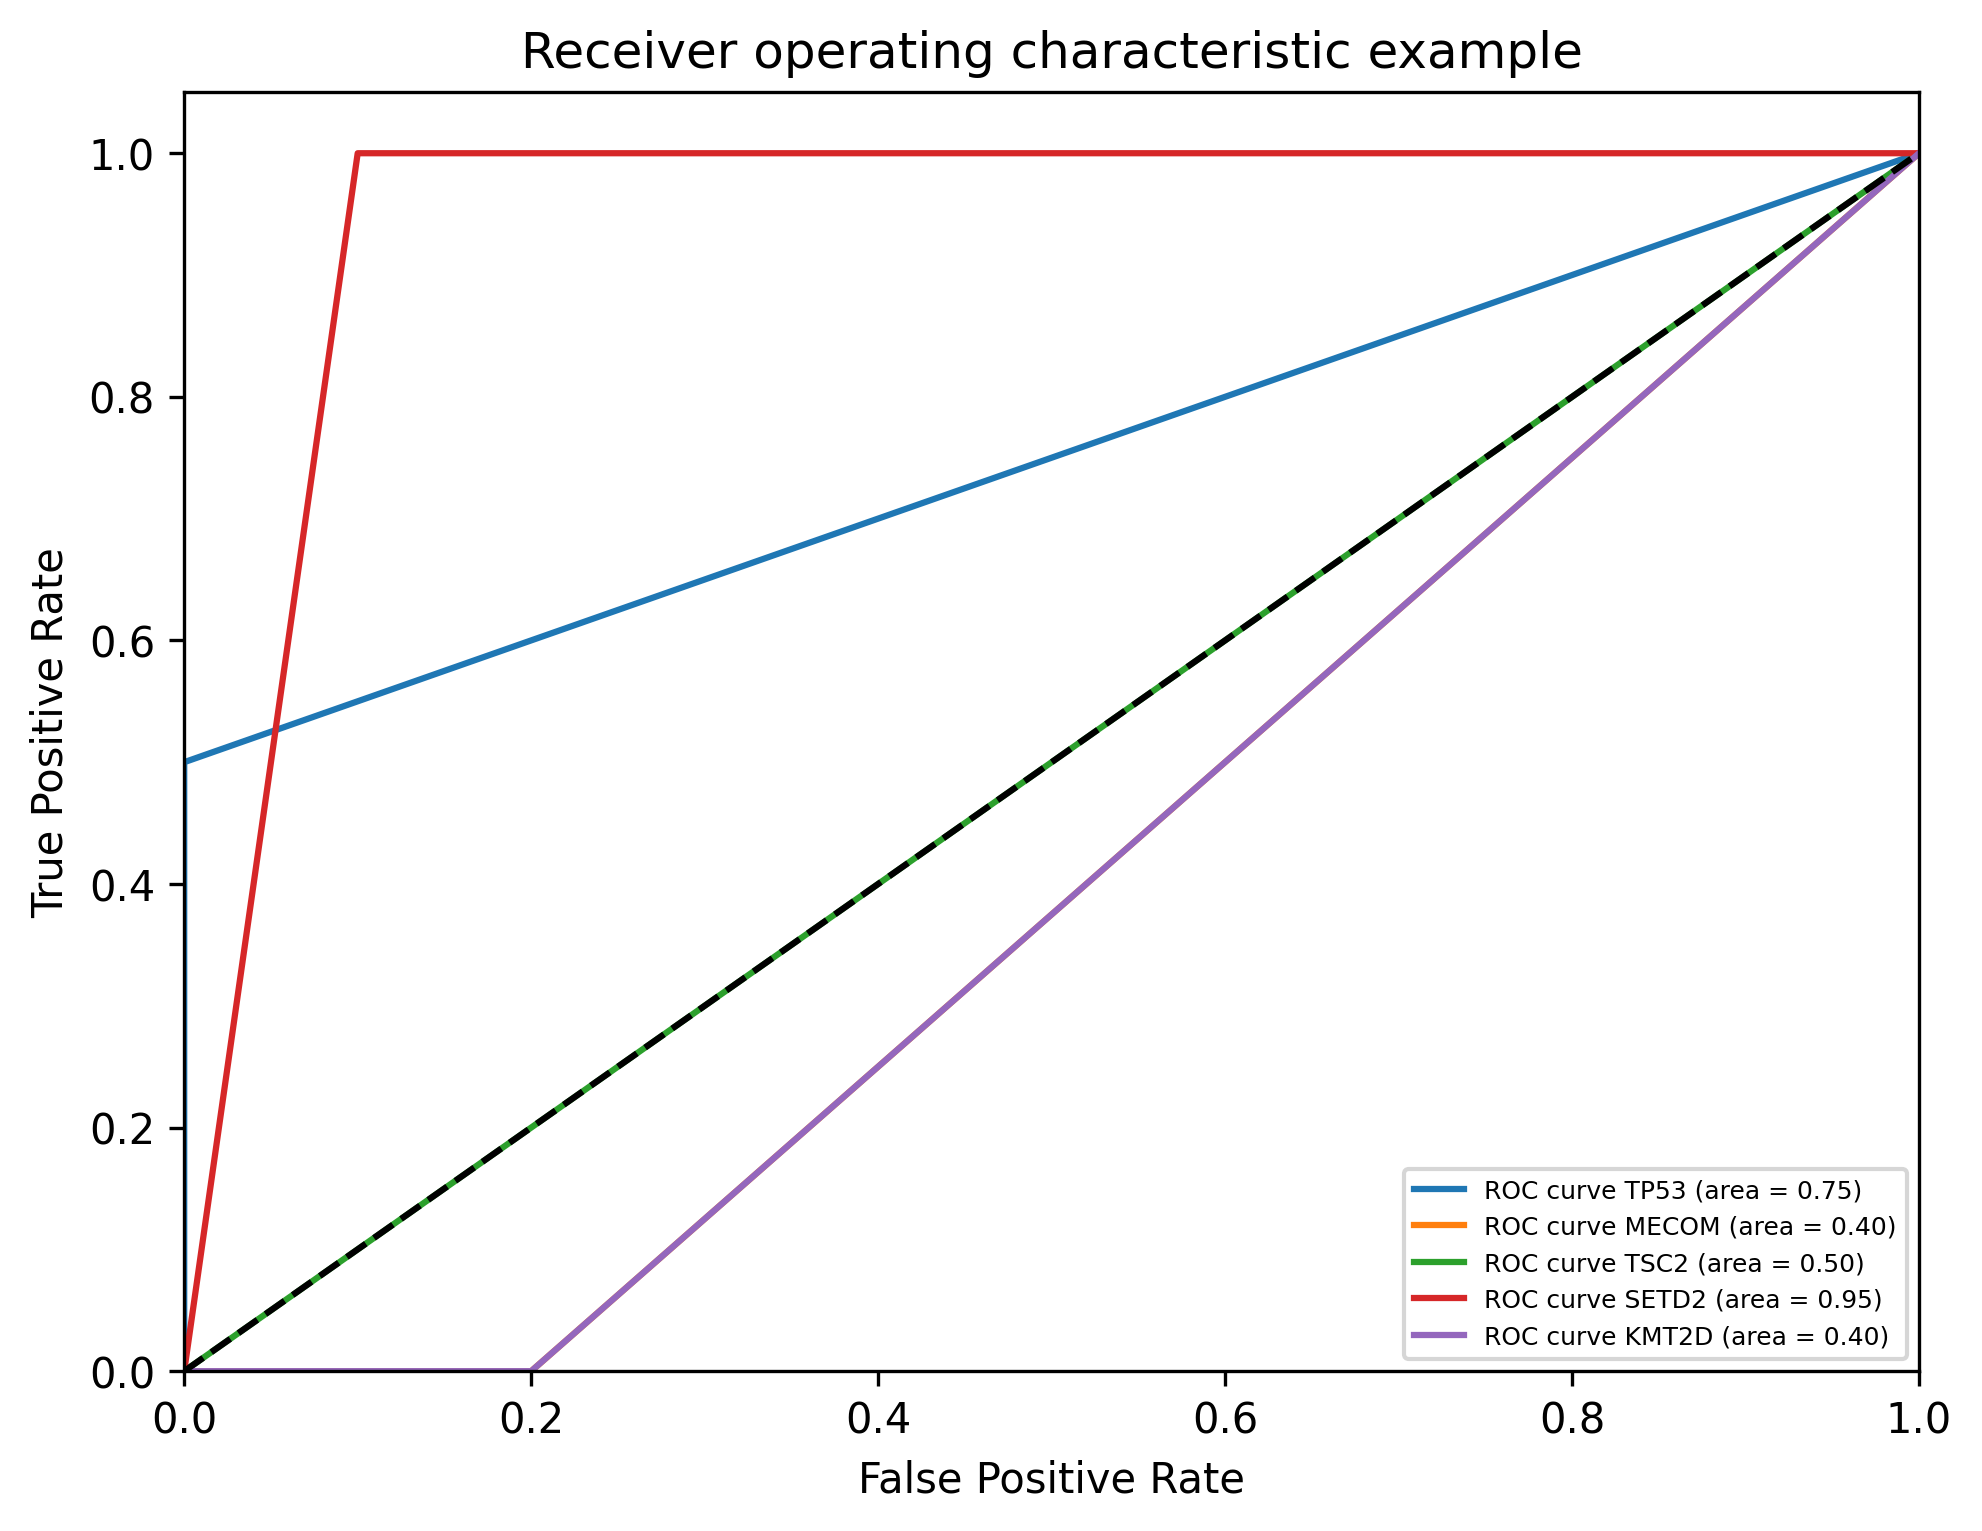 Receiver operating characteristic example
True Positive Rate
1.0
0.8
0.6
0.4
0.2
0.0
ROC curve TP53 (area = 0.75)
ROC curve MECOM (area = 0.40)
ROC curve TSC2 (area = 0.50)
ROC curve SETD2 (area = 0.95)
ROC curve KMT2D (area = 0.40)
0.0 0.2 0.4 0.6 0.8 1.0
False Positive Rate